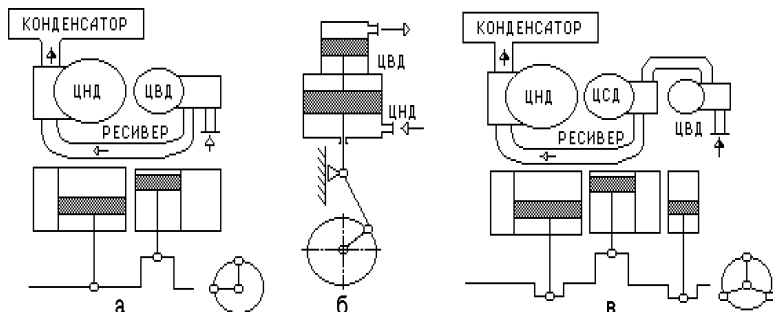 КОНДЕНСАТОР
ЦНД
ЦВД
РЕСИВЕР
а
ЦВД
ЦНД
б
КОНДЕНСАТОР
ЦНД
ЦСД
РЕСИВЕР
ЦВД
в